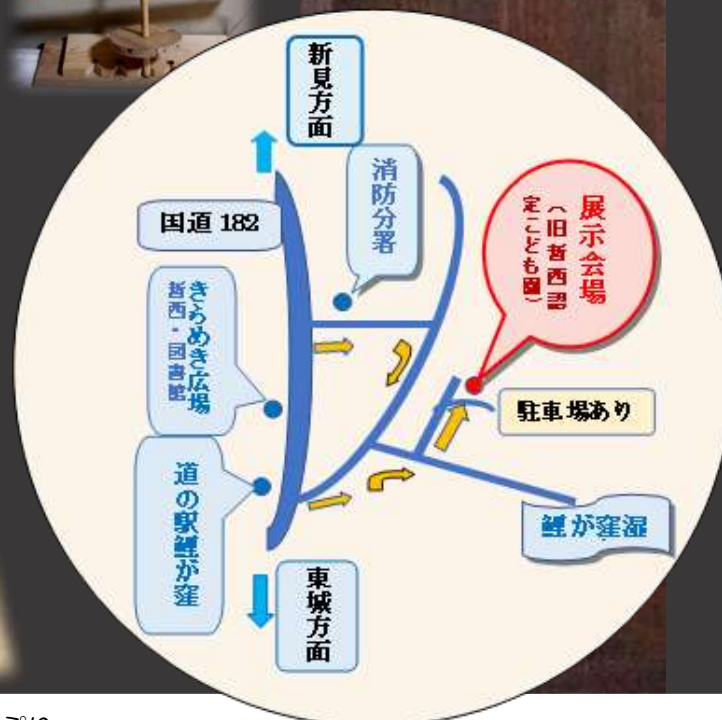 新見方面
国道 182
消防分署
展示会場
（旧哲西認
定こども園）
きらめき広場
哲西・図書館
駐車場あり
道の駅鯉が窪
鯉が窪湿
東城方面